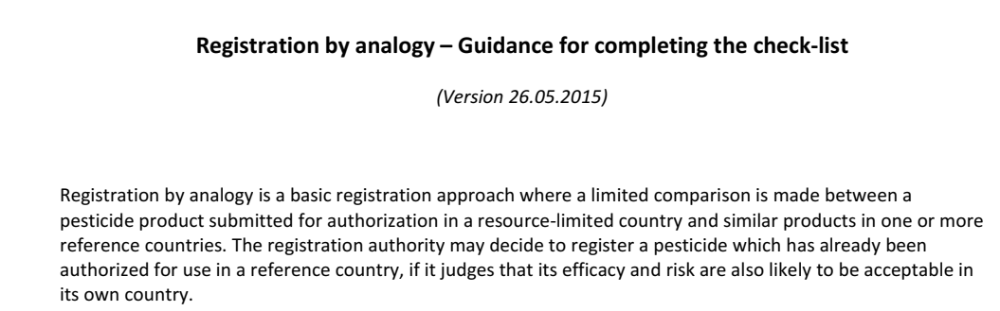 Registration by analogy – Guidance for completing the check-list
(Version 26.05.2015)
Registration by analogy is a basic registration approach where a limited comparison is made between a
pesticide product submitted for authorization in a resource-limited country and similar products in one or more
reference countries. The registration authority may decide to register a pesticide which has already been
authorized for use in a reference country, if it judges that its efficacy and risk are also likely to be acceptable in
its own country.